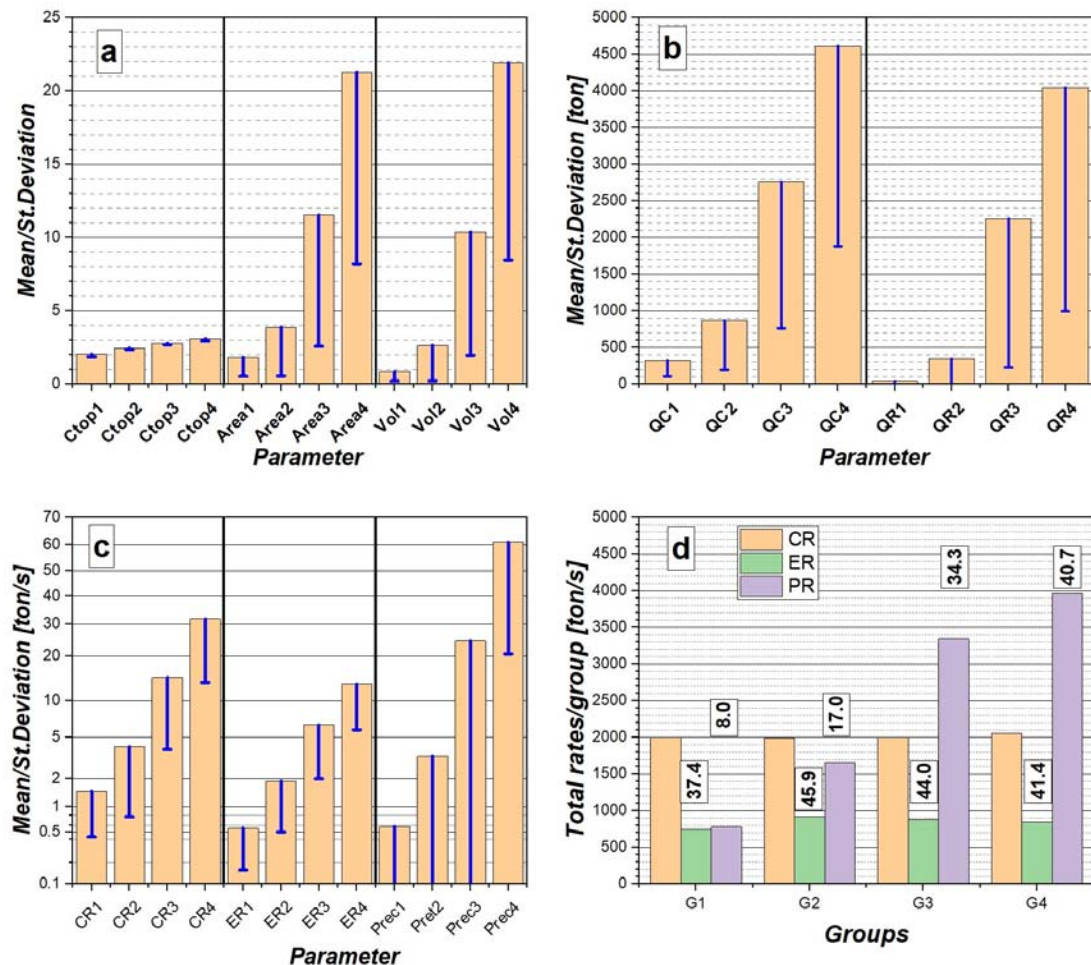 a
Mean/St.Deviation
25
20
15
10
5
0
Ctop1 Ctop2 Ctop3 Ctop4 Area1 Area2 Area3 Area4 Vol1 Vol2 Vol3 Vol4
Parameter
b
Mean/St.Deviation [ton]
5000
4500
4000
3500
3000
2500
2000
1500
1000
500
0
QC1 QC2 QC3 QC4 QR1 QR2 QR3 QR4
Parameter
c
Mean/St.Deviation [ton/s]
70
60
50
40
30
20
10
5
2
1
0.5
0.1
CR1 CR2 CR3 CR4 ER1 ER2 ER3 ER4 Prec1 Pret2 Prec3 Prec4
Parameter
d
CR
ER
PR
Total rates/group [ton/s]
5000
4500
4000
3500
3000
2500
2000
1500
1000
500
0
37.4 8.0 45.9 17.0 44.0 34.3 41.4 40.7
G1 G2 G3 G4
Groups